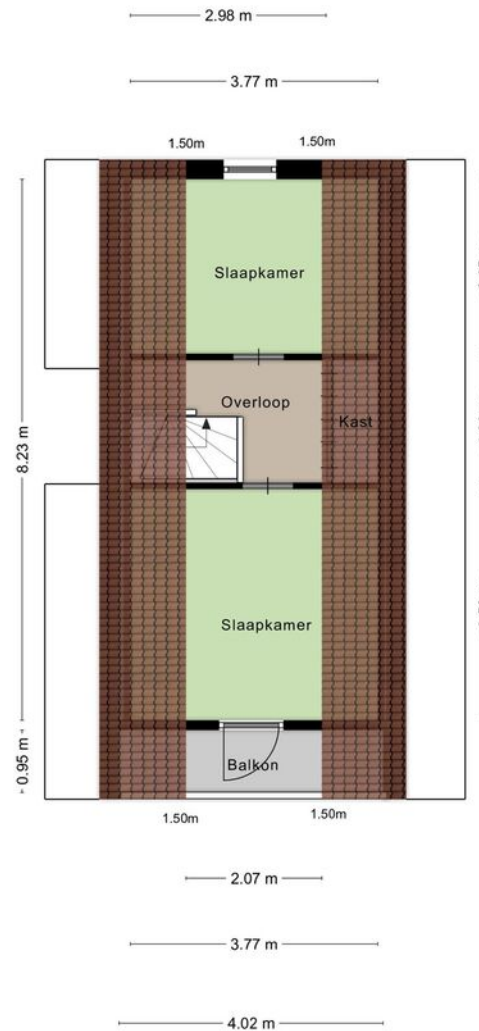 2.98 m
3.77 m
1.50m 1.50m
Slaapkamer
Overloop
Kast
8.23 m
Slaapkamer
0.95 m
Balkon
1.50m 1.50m
2.07 m
3.77 m
4.02 m